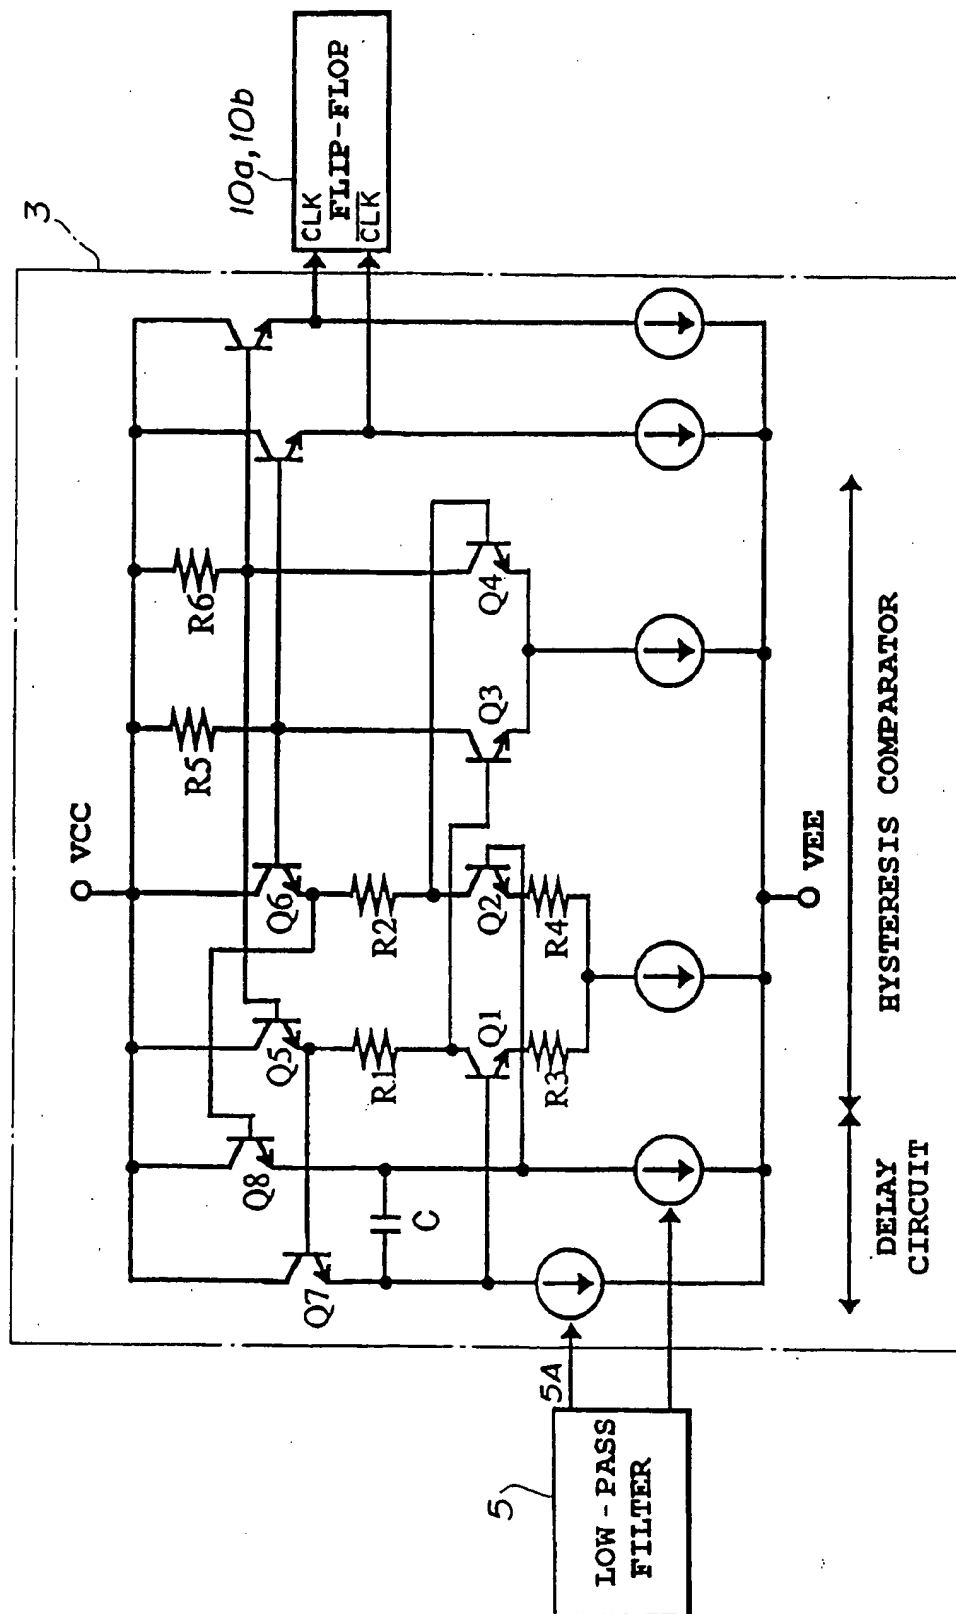 3
10a, 10b
CLK
CLK
FLIP-FLOP
VCC
R5
R6
Q5
Q6
Q7
Q8
R1
R2
C
Q1
Q2
Q3
Q4
R3
R4
5
5A
LOW-PASS
FILTER
VEE
DELAY
CIRCUIT
HYSTERESIS COMPARATOR